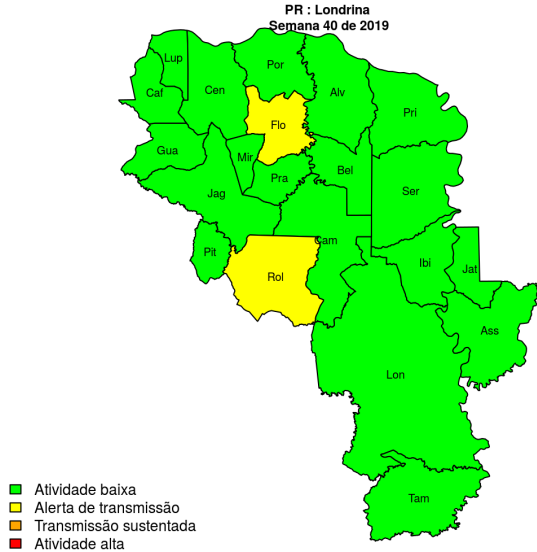 PR : Londrina
Semana 40 de 2019
Lup
Por
Caf
Cen
Alv
Pri
Flo
Gua
Mir
Bel
Pra
Jag
Ser
Cam
Pit
Ibi
Jat
Rol
Ass
Lon
Tam
Atividade baixa
Alerta de transmissão
Transmissão sustentada
Atividade alta